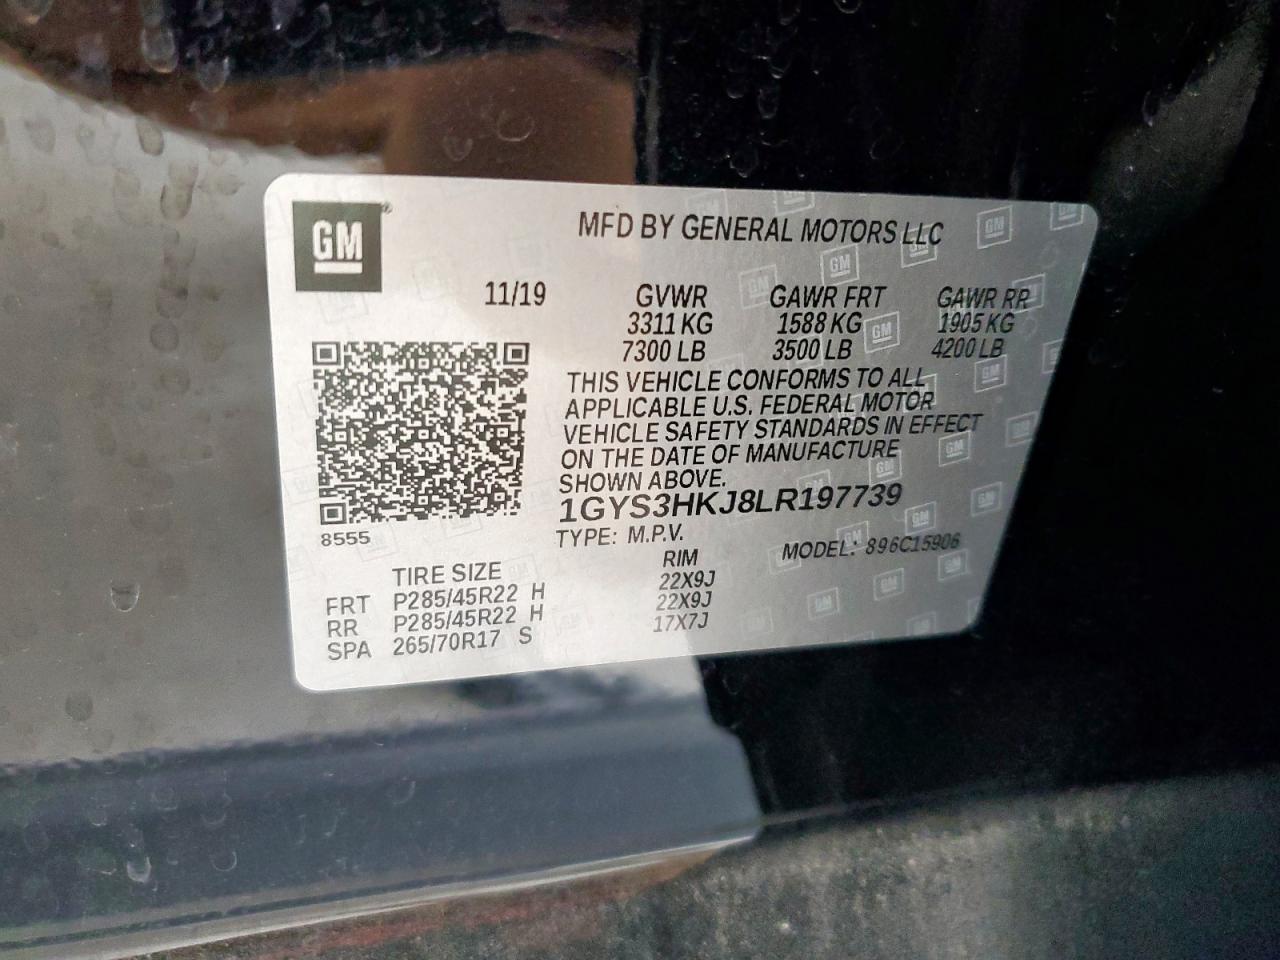 GM
MFD BY GENERAL MOTORS LLC
11/19 GVWR GAWR FRT GAWR RR
3311 KG 1588 KG 1905 KG
7300 LB 3500 LB 4200 LB
THIS VEHICLE CONFORMS TO ALL
APPLICABLE U.S. FEDERAL MOTOR
VEHICLE SAFETY STANDARDS IN EFFECT
ON THE DATE OF MANUFACTURE
SHOWN ABOVE.
1GYS3HKJ8LR197739
8555 TYPE: M.P.V. MODEL: 896C15906
TIRE SIZE RIM
FRT P285/45R22 H 22X9J
RR P285/45R22 H 22X9J
SPA 265/70R17 S 17X7J